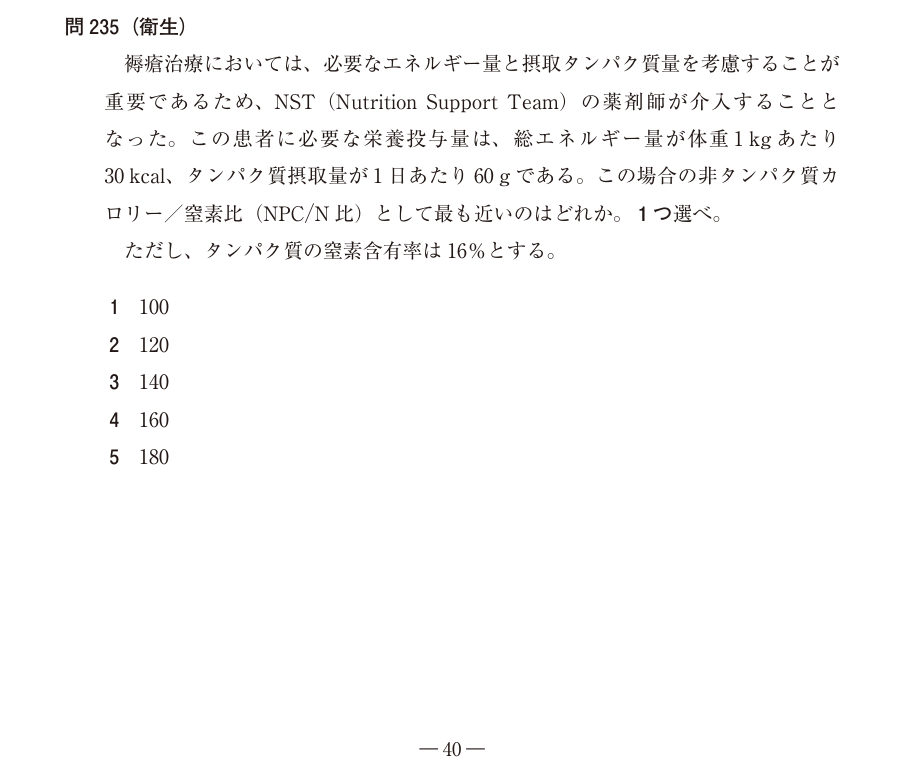 問 235（衛生）
褥瘡治療においては、必要なエネルギー量と摂取タンパク質量を考慮することが
重要であるため、NST（Nutrition Support Team）の薬剤師が介入することと
なった。この患者に必要な栄養投与量は、総エネルギー量が体重 1 kg あたり
30 kcal、タンパク質摂取量が 1 日あたり 60 g である。この場合の非タンパク質カ
ロリー／窒素比（NPC/N 比）として最も近いのはどれか。1つ選べ。
ただし、タンパク質の窒素含有率は 16％とする。
1 100
2 120
3 140
4 160
5 180
— 40 —